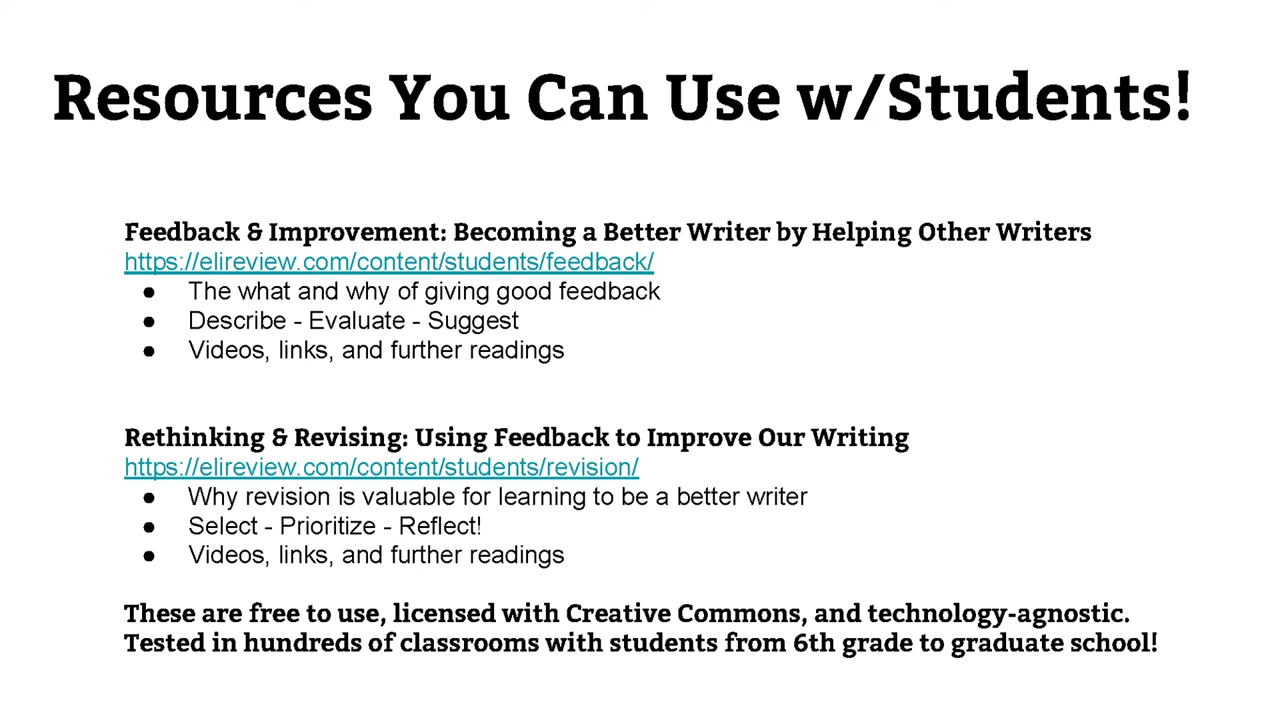 Resources You Can Use w/Students!
Feedback & Improvement: Becoming a Better Writer by Helping Other Writers
https://elireview.com/content/students/feedback/
● The what and why of giving good feedback
● Describe - Evaluate - Suggest
● Videos, links, and further readings
Rethinking & Revising: Using Feedback to Improve Our Writing
https://elireview.com/content/students/revision/
● Why revision is valuable for learning to be a better writer
● Select - Prioritize - Reflect!
● Videos, links, and further readings
These are free to use, licensed with Creative Commons, and technology-agnostic.
Tested in hundreds of classrooms with students from 6th grade to graduate school!